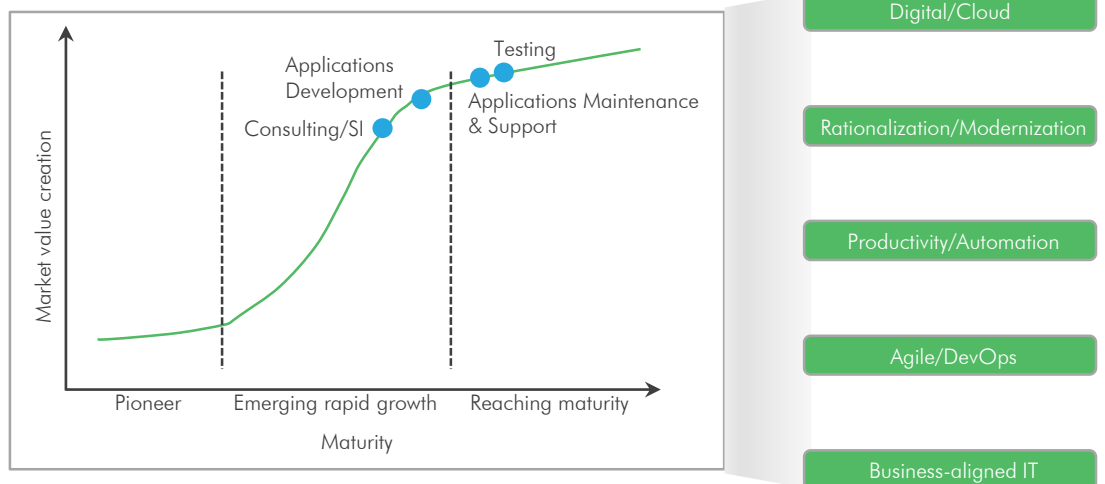 Market value creation
Applications
Development
Consulting/SI
Testing
Applications Maintenance
& Support
Pioneer
Emerging rapid growth
Reaching maturity
Maturity
Digital/Cloud
Rationalization/Modernization
Productivity/Automation
Agile/DevOps
Business-aligned IT